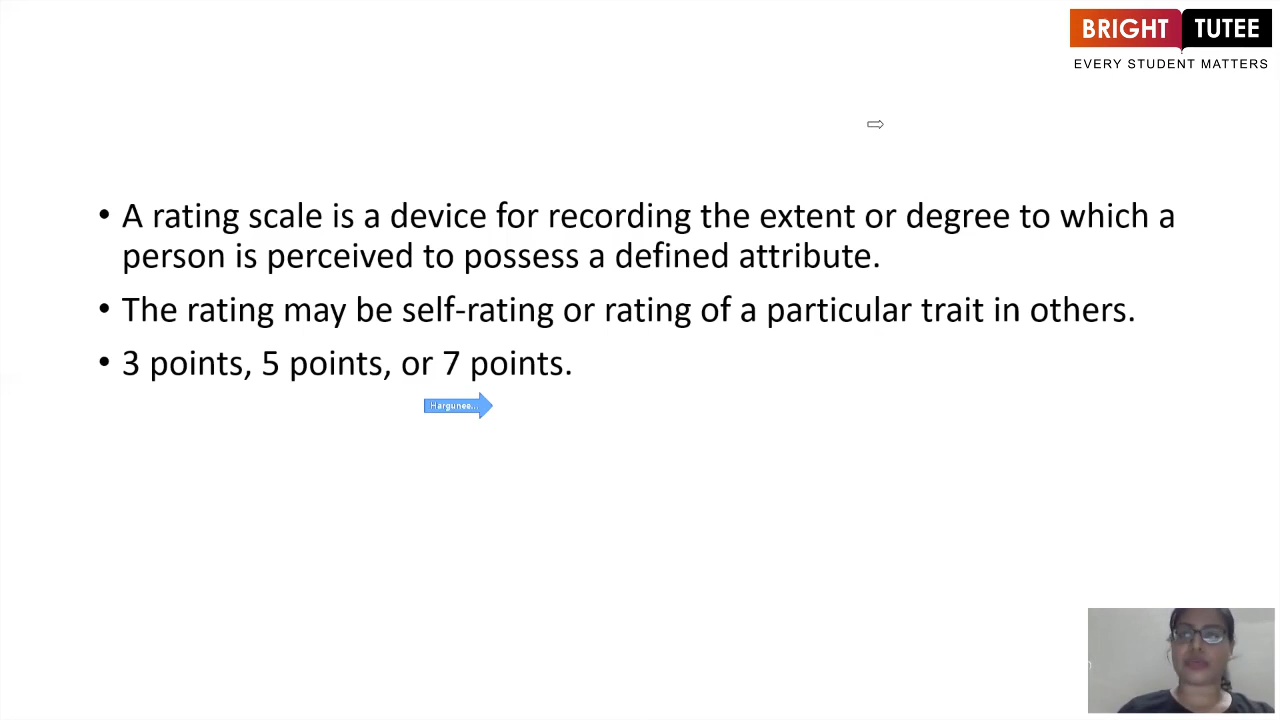 BRIGHT TUTEE
EVERY STUDENT MATTERS
• A rating scale is a device for recording the extent or degree to which a
person is perceived to possess a defined attribute.
• The rating may be self-rating or rating of a particular trait in others.
• 3 points, 5 points, or 7 points.
Hargunee...